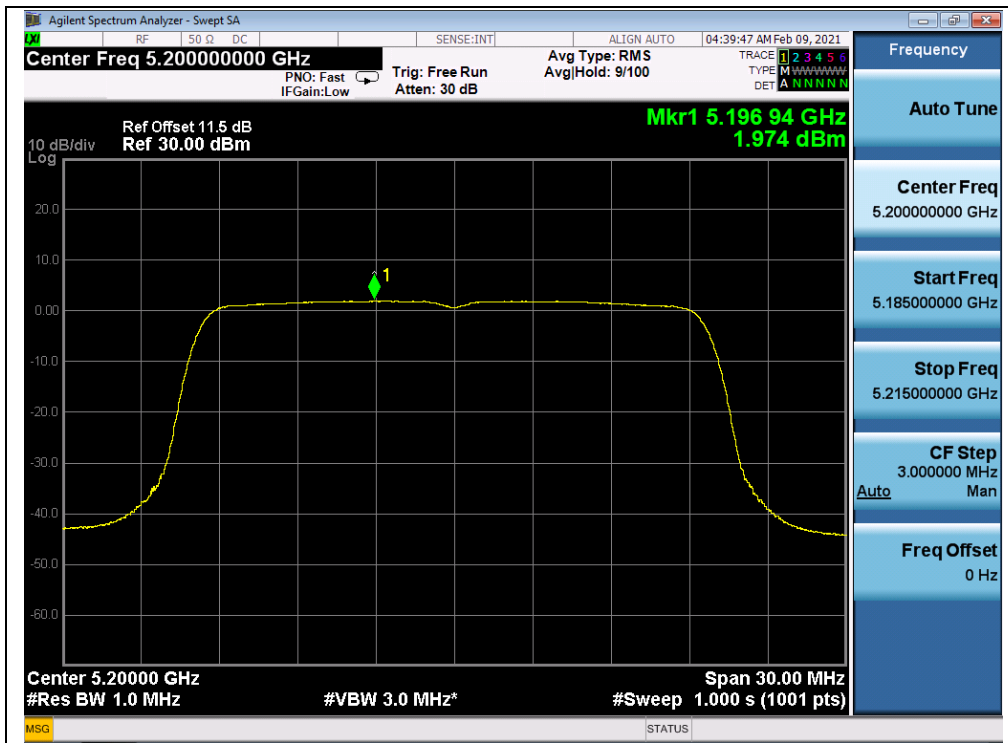 Agilent Spectrum Analyzer - Swept SA
LXI RF 50 Ω DC SENSE:INT ALIGN AUTO 04:39:47 AM Feb 09, 2021
Center Freq 5.200000000 GHz
PNO: Fast
IFGain:Low
Trig: Free Run
Atten: 30 dB
Avg Type: RMS
Avg|Hold: 9/100
TRACE 1 2 3 4 5 6
TYPE M WWWWW
DET A N N N N N
Mkr1 5.196 94 GHz
1.974 dBm
Ref Offset 11.5 dB
10 dB/div Ref 30.00 dBm
Log
20.0
10.0
1
0.00
-10.0
-20.0
-30.0
-40.0
-50.0
-60.0
Center 5.20000 GHz Span 30.00 MHz
#Res BW 1.0 MHz #VBW 3.0 MHz* #Sweep 1.000 s (1001 pts)
MSG STATUS
Frequency
Auto Tune
Center Freq
5.200000000 GHz
Start Freq
5.185000000 GHz
Stop Freq
5.215000000 GHz
CF Step
3.000000 MHz
Auto Man
Freq Offset
0 Hz